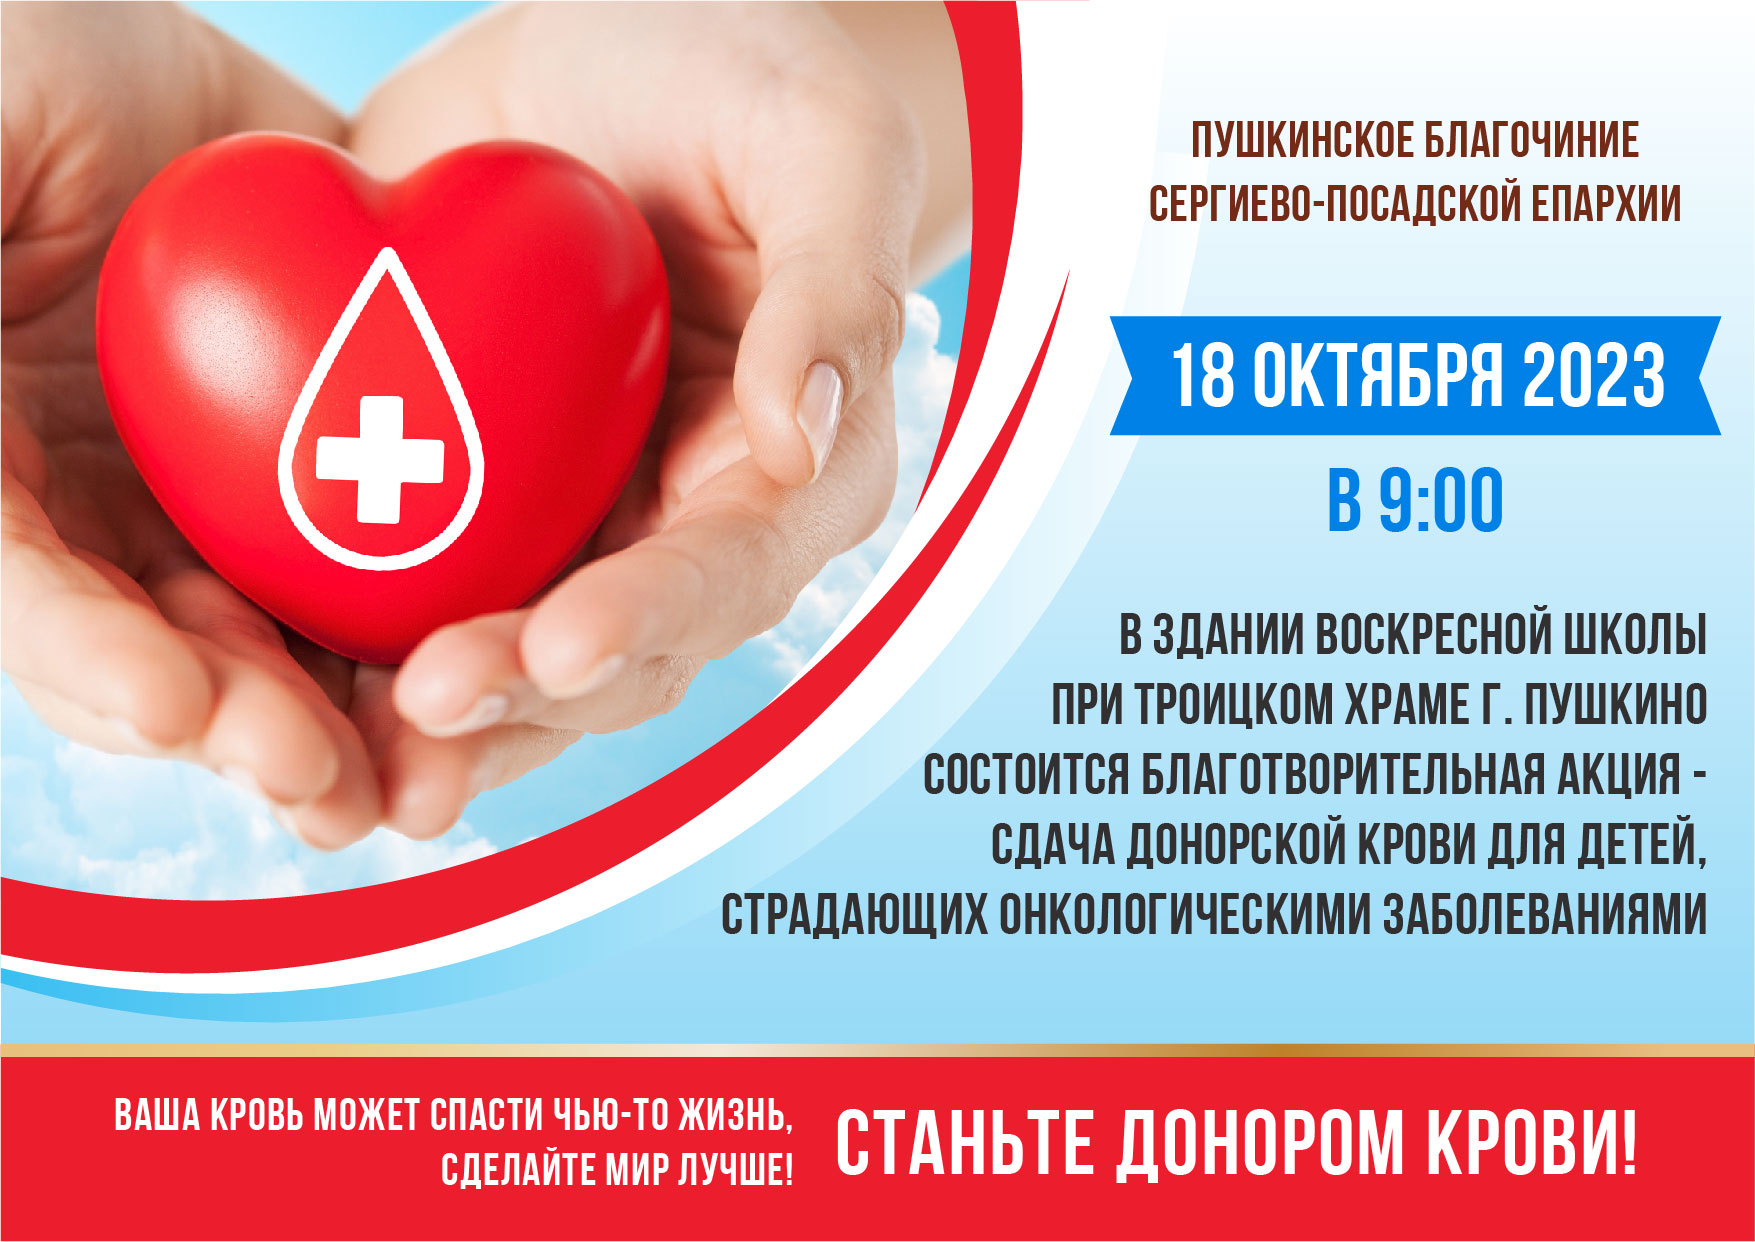 ПУШКИНСКОЕ БЛАГОЧИНИЕ
СЕРГИЕВО-ПОСАДСКОЙ ЕПАРХИИ
18 ОКТЯБРЯ 2023
В 9:00
В ЗДАНИИ ВОСКРЕСНОЙ ШКОЛЫ
ПРИ ТРОИЦКОМ ХРАМЕ Г. ПУШКИНО
СОСТОИТСЯ БЛАГОТВОРИТЕЛЬНАЯ АКЦИЯ -
СДАЧА ДОНОРСКОЙ КРОВИ ДЛЯ ДЕТЕЙ,
СТРАДАЮЩИХ ОНКОЛОГИЧЕСКИМИ ЗАБОЛЕВАНИЯМИ
ВАША КРОВЬ МОЖЕТ СПАСТИ ЧЬЮ-ТО ЖИЗНЬ,
СДЕЛАЙТЕ МИР ЛУЧШЕ!
СТАНЬТЕ ДОНОРОМ КРОВИ!